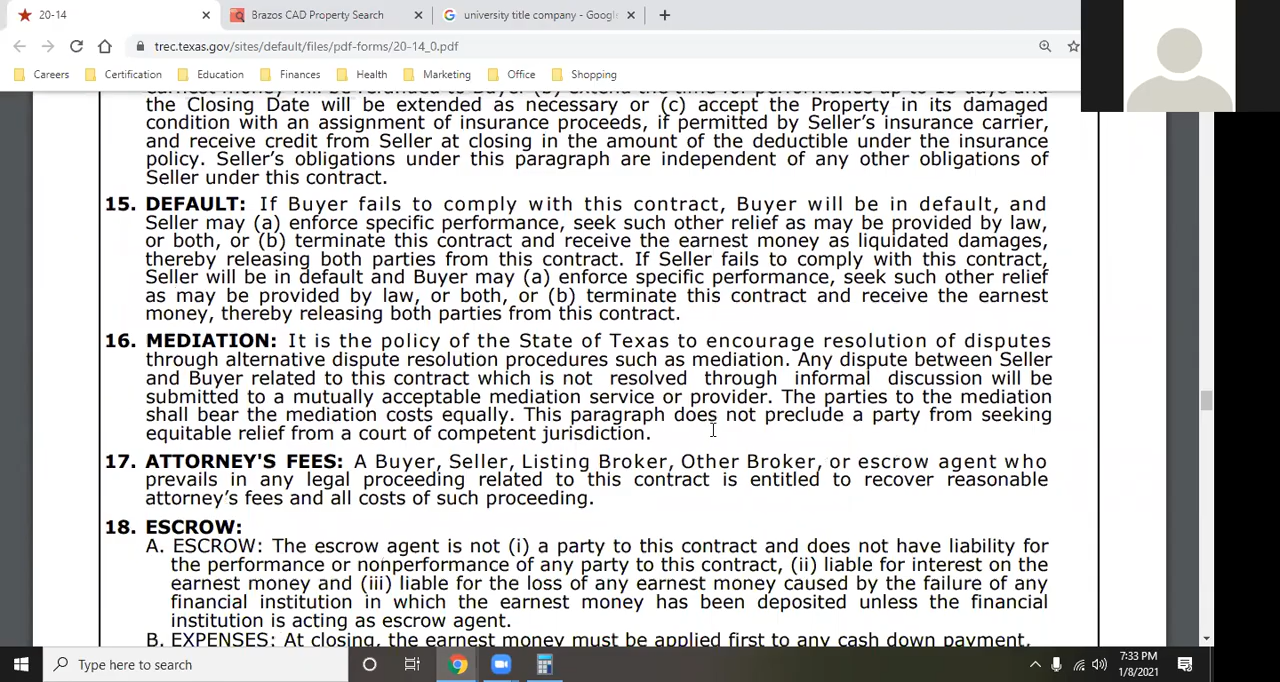 20-14
Brazos CAD Property Search
university title company - Googl
trec.texas.gov/sites/default/files/pdf-forms/20-14_0.pdf
Careers Certification Education Finances Health Marketing Office Shopping
earnest money will be refunded to Buyer (b) extend the time for performance up to 15 days and
the Closing Date will be extended as necessary or (c) accept the Property in its damaged
condition with an assignment of insurance proceeds, if permitted by Seller's insurance carrier,
and receive credit from Seller at closing in the amount of the deductible under the insurance
policy. Seller's obligations under this paragraph are independent of any other obligations of
Seller under this contract.
15. DEFAULT: If Buyer fails to comply with this contract, Buyer will be in default, and
Seller may (a) enforce specific performance, seek such other relief as may be provided by law,
or both, or (b) terminate this contract and receive the earnest money as liquidated damages,
thereby releasing both parties from this contract. If Seller fails to comply with this contract,
Seller will be in default and Buyer may (a) enforce specific performance, seek such other relief
as may be provided by law, or both, or (b) terminate this contract and receive the earnest
money, thereby releasing both parties from this contract.
16. MEDIATION: It is the policy of the State of Texas to encourage resolution of disputes
through alternative dispute resolution procedures such as mediation. Any dispute between Seller
and Buyer related to this contract which is not resolved through informal discussion will be
submitted to a mutually acceptable mediation service or provider. The parties to the mediation
shall bear the mediation costs equally. This paragraph does not preclude a party from seeking
equitable relief from a court of competent jurisdiction.
17. ATTORNEY'S FEES: A Buyer, Seller, Listing Broker, Other Broker, or escrow agent who
prevails in any legal proceeding related to this contract is entitled to recover reasonable
attorney's fees and all costs of such proceeding.
18. ESCROW:
A. ESCROW: The escrow agent is not (i) a party to this contract and does not have liability for
the performance or nonperformance of any party to this contract, (ii) liable for interest on the
earnest money and (iii) liable for the loss of any earnest money caused by the failure of any
financial institution in which the earnest money has been deposited unless the financial
institution is acting as escrow agent.
B. EXPENSES: At closing, the earnest money must be applied first to any cash down payment,
Type here to search
7:33 PM
1/8/2021